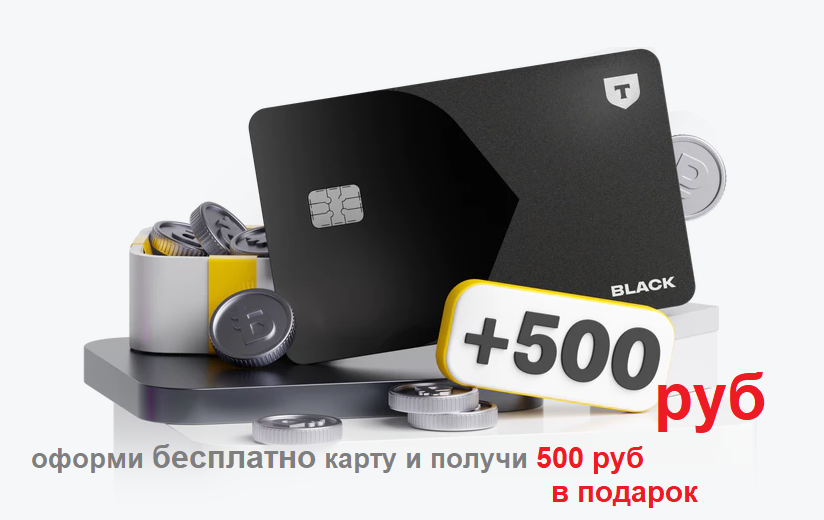 T
BLACK
+500
руб
оформи бесплатно карту и получи 500 руб
в подарок